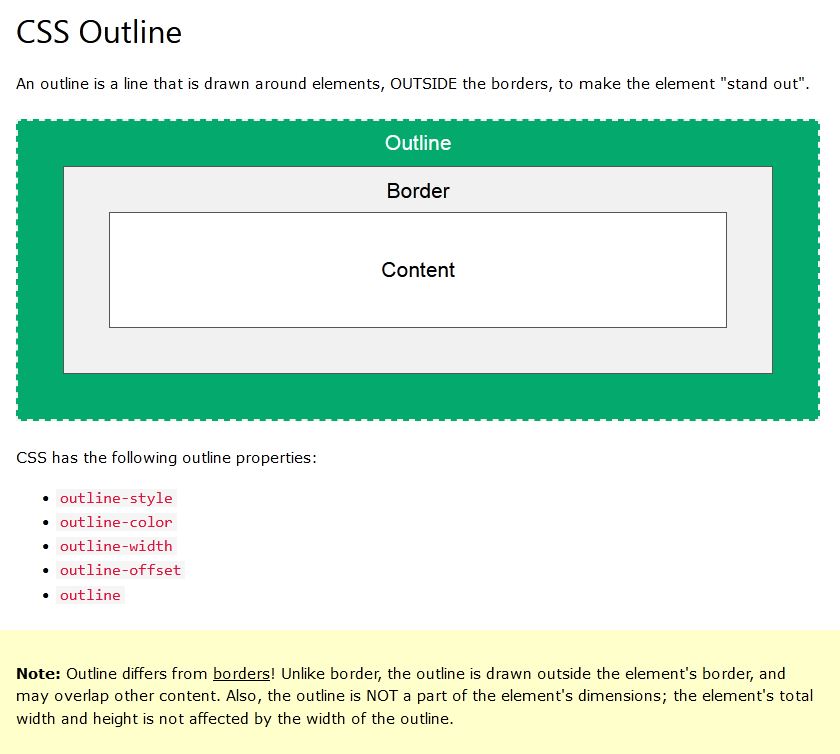 CSS Outline
An outline is a line that is drawn around elements, OUTSIDE the borders, to make the element "stand out".
Outline
Border
Content
CSS has the following outline properties:
• outline-style
• outline-color
• outline-width
• outline-offset
• outline
Note: Outline differs from borders! Unlike border, the outline is drawn outside the element's border, and
may overlap other content. Also, the outline is NOT a part of the element's dimensions; the element's total
width and height is not affected by the width of the outline.